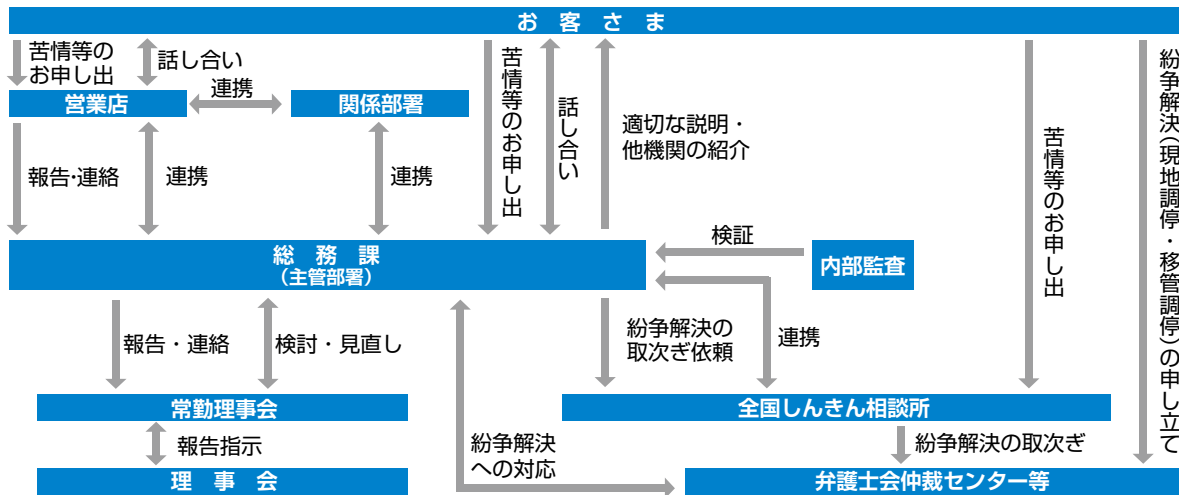 お客さま
苦情等の
お申し出
話し合い
営業店
連携
関係部署
苦情等のお申し出
話し合い
適切な説明・
他機関の紹介
苦情等のお申し出
紛争解決(現地調停・移管調停)の申し立て
報告・連絡
連携
連携
総務課
(主管部署)
検証
内部監査
報告・連絡
検討・見直し
紛争解決の
取次ぎ依頼
連携
常勤理事会
全国しんきん相談所
報告指示
紛争解決
への対応
紛争解決の取次ぎ
理事会
弁護士会仲裁センター等